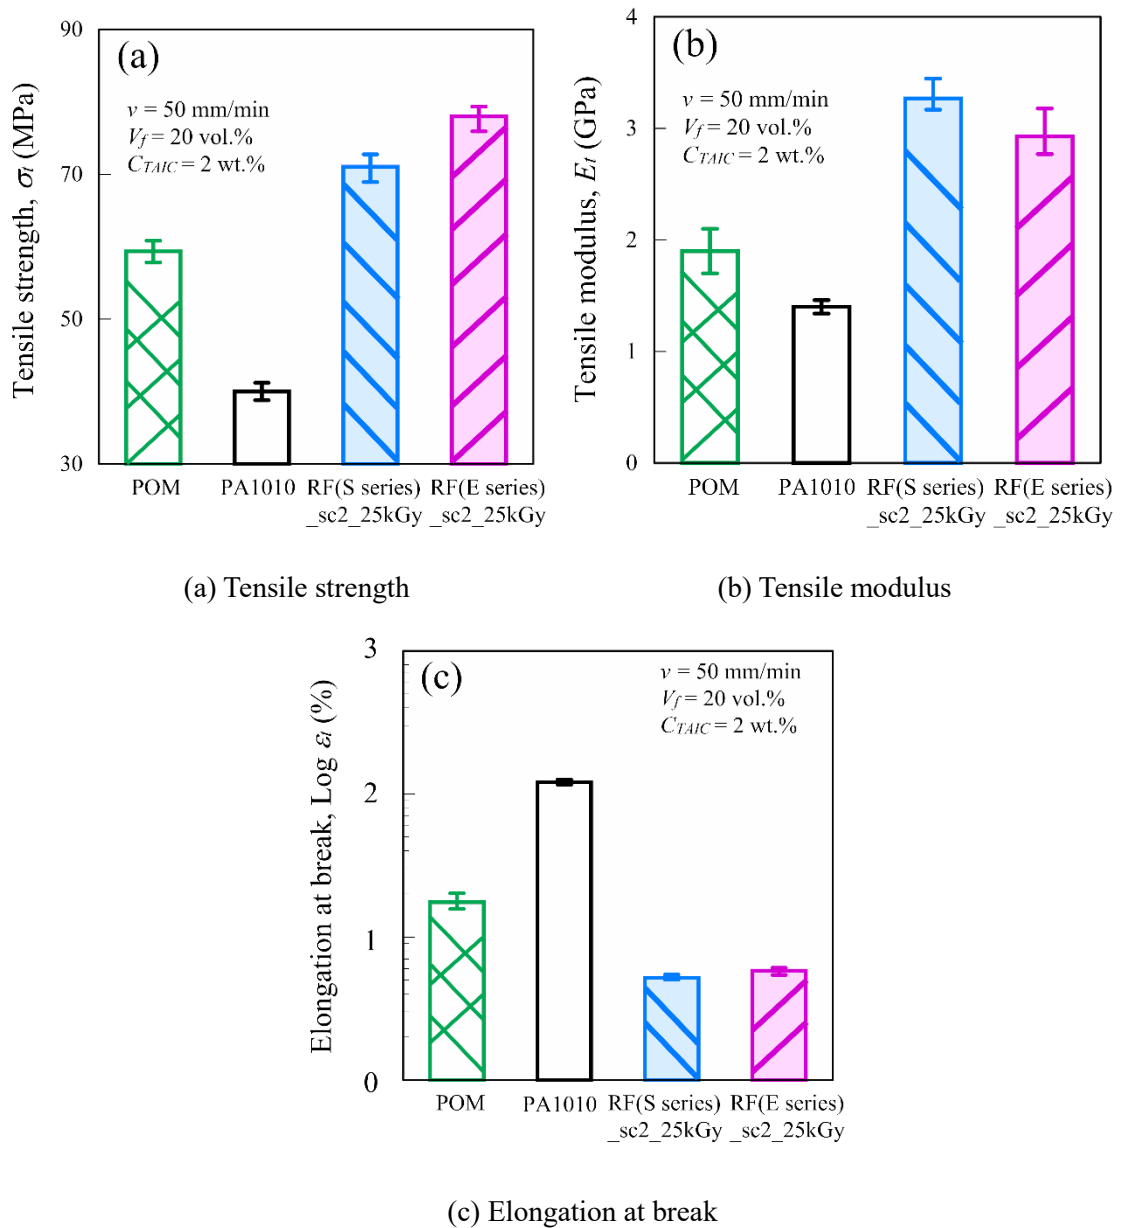 (a)
v = 50 mm/min
Vf = 20 vol.%
CTAIC = 2 wt.%
Tensile strength, σt (MPa)
90
70
50
30
POM
PA1010
RF(S series)
_sc2_25kGy
RF(E series)
_sc2_25kGy
(a) Tensile strength
(b)
v = 50 mm/min
Vf = 20 vol.%
CTAIC = 2 wt.%
Tensile modulus, Et (GPa)
4
3
2
1
0
POM
PA1010
RF(S series)
_sc2_25kGy
RF(E series)
_sc2_25kGy
(b) Tensile modulus
(c)
v = 50 mm/min
Vf = 20 vol.%
CTAIC = 2 wt.%
Elongation at break, Log εt (%)
3
2
1
0
POM
PA1010
RF(S series)
_sc2_25kGy
RF(E series)
_sc2_25kGy
(c) Elongation at break